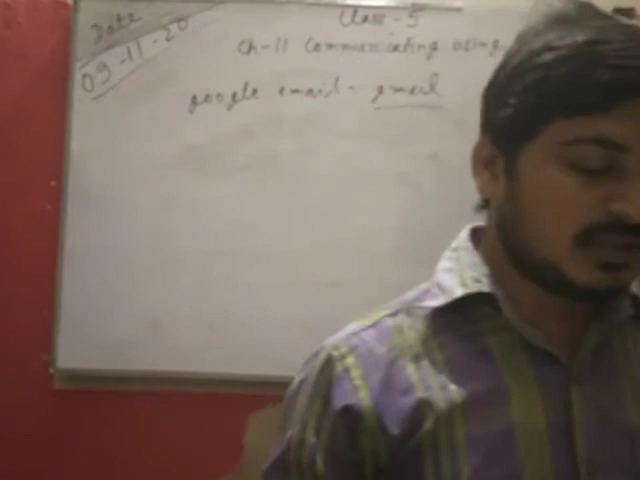 Date
09-11-20
Class-5
Ch-11 Communicating using
google email - gmail